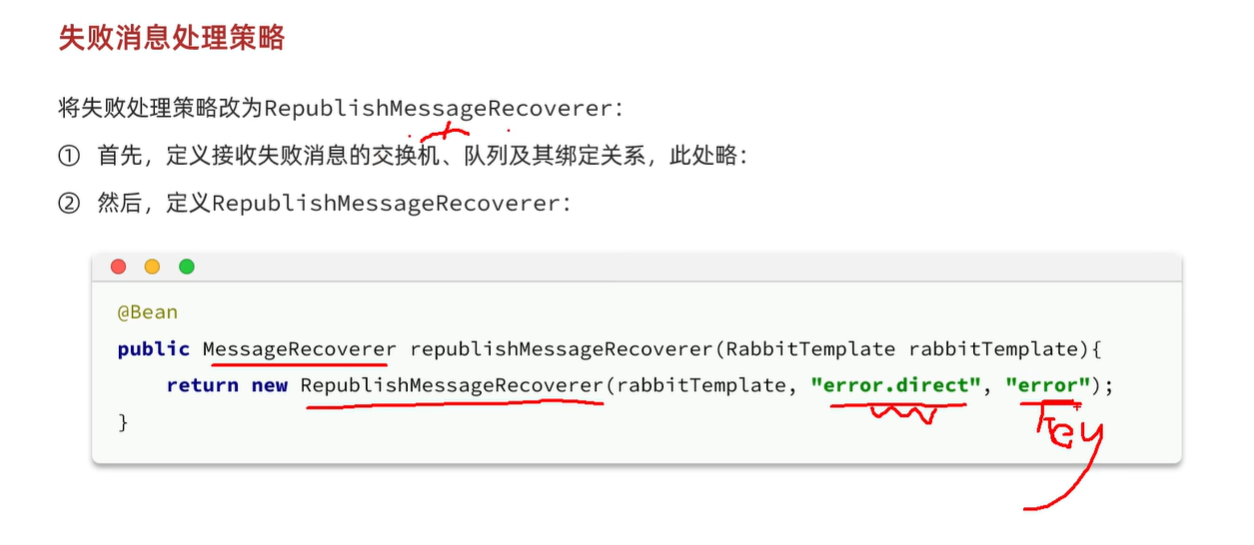 失败消息处理策略
将失败处理策略改为RepublishMessageRecoverer：
① 首先，定义接收失败消息的交换机、队列及其绑定关系，此处略：
② 然后，定义RepublishMessageRecoverer：
@Bean
public MessageRecoverer republishMessageRecoverer(RabbitTemplate rabbitTemplate){
return new RepublishMessageRecoverer(rabbitTemplate, "error.direct", "error");
key
}